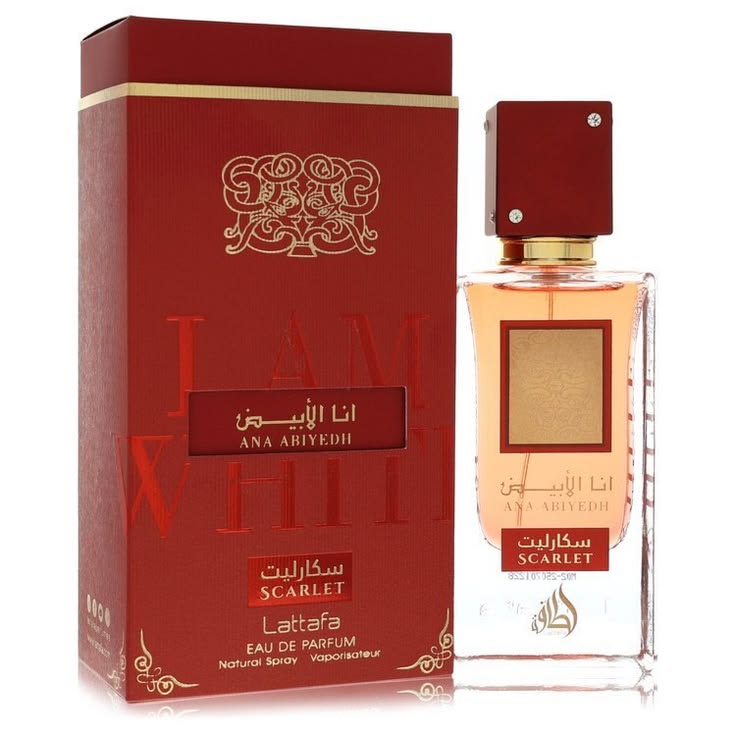 I AM
WHITE
انا الأبيض
ANA ABIYEDH
سكارليت
SCARLET
Lattafa
EAU DE PARFUM
Natural Spray Vaporisateur
انا الأبيض
ANA ABIYEDH
سكارليت
SCARLET
لطافة